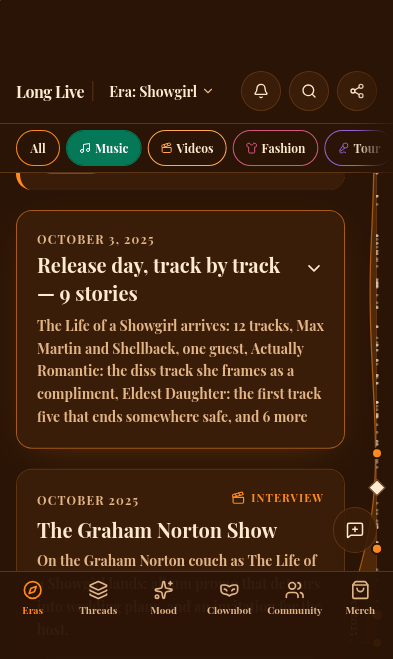 Long Live
Era: Showgirl
All
Music
Videos
Fashion
Tour
OCTOBER 3, 2025
Release day, track by track
— 9 stories
The Life of a Showgirl arrives: 12 tracks, Max
Martin and Shellback, one guest, Actually
Romantic: the diss track she frames as a
compliment, Eldest Daughter: the first track
five that ends somewhere safe, and 6 more
OCTOBER 2025
INTERVIEW
The Graham Norton Show
On the Graham Norton couch as The Life of
Eras
Threads
Mood
Clownbot
Community
Merch